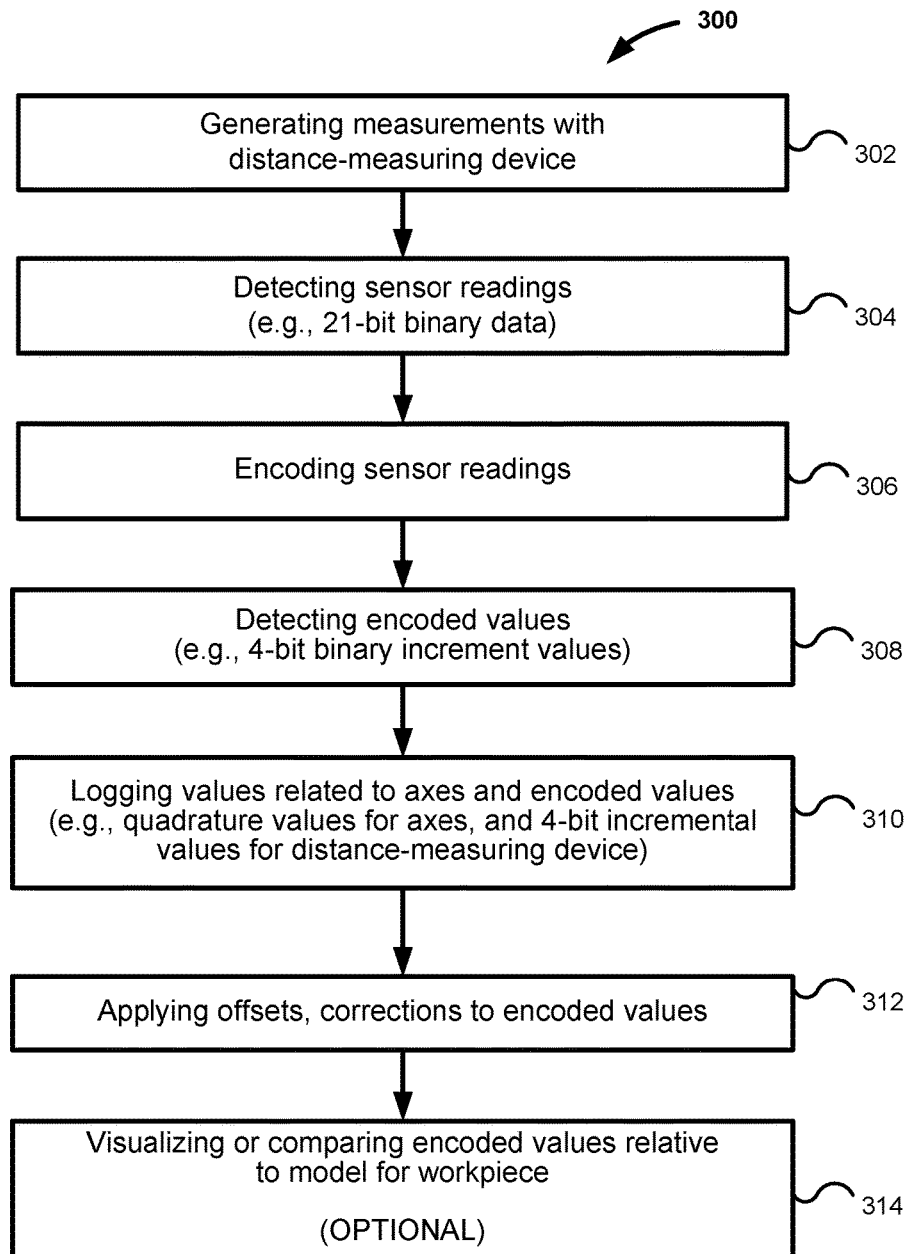 300
Generating measurements with
distance-measuring device
302
Detecting sensor readings
(e.g., 21-bit binary data)
304
Encoding sensor readings
306
Detecting encoded values
(e.g., 4-bit binary increment values)
308
Logging values related to axes and encoded values
(e.g., quadrature values for axes, and 4-bit incremental
values for distance-measuring device)
310
Applying offsets, corrections to encoded values
312
Visualizing or comparing encoded values relative
to model for workpiece
(OPTIONAL)
314